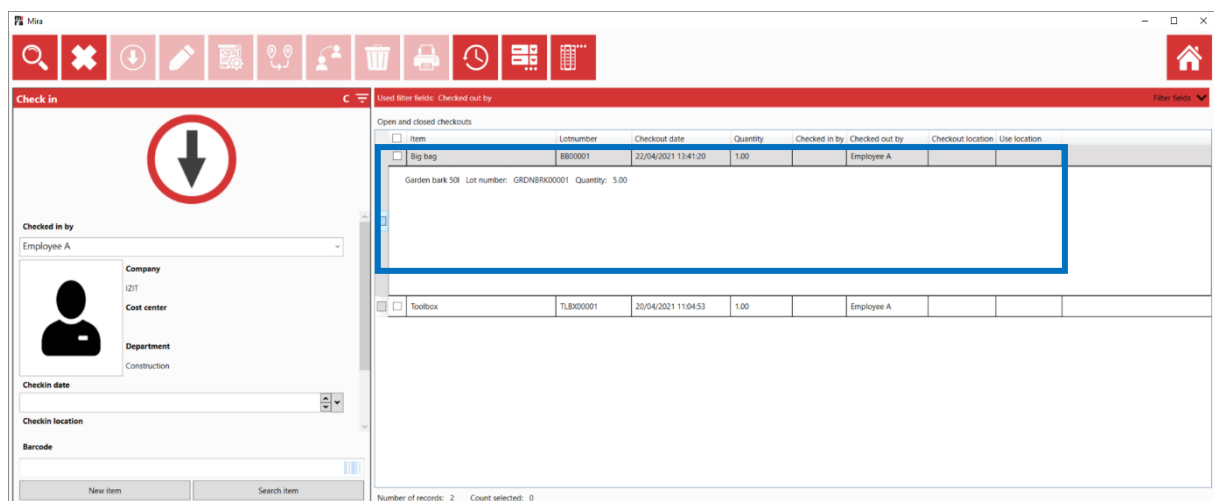 Mira
Check in
C
Checked in by
Employee A
Company
IZIT
Cost center
Department
Construction
Checkin date
Checkin location
Barcode
New item Search item
Used filter fields: Checked out by Filter fields
Open and closed checkouts
Item Lotnumber Checkout date Quantity Checked in by Checked out by Checkout location Use location
Big bag BB00001 22/04/2021 13:41:20 1.00 Employee A
Garden bark 50l Lot number: GRDNBRK00001 Quantity: 5.00
Toolbox TLBX00001 20/04/2021 11:04:53 1.00 Employee A
Number of records: 2 Count selected: 0